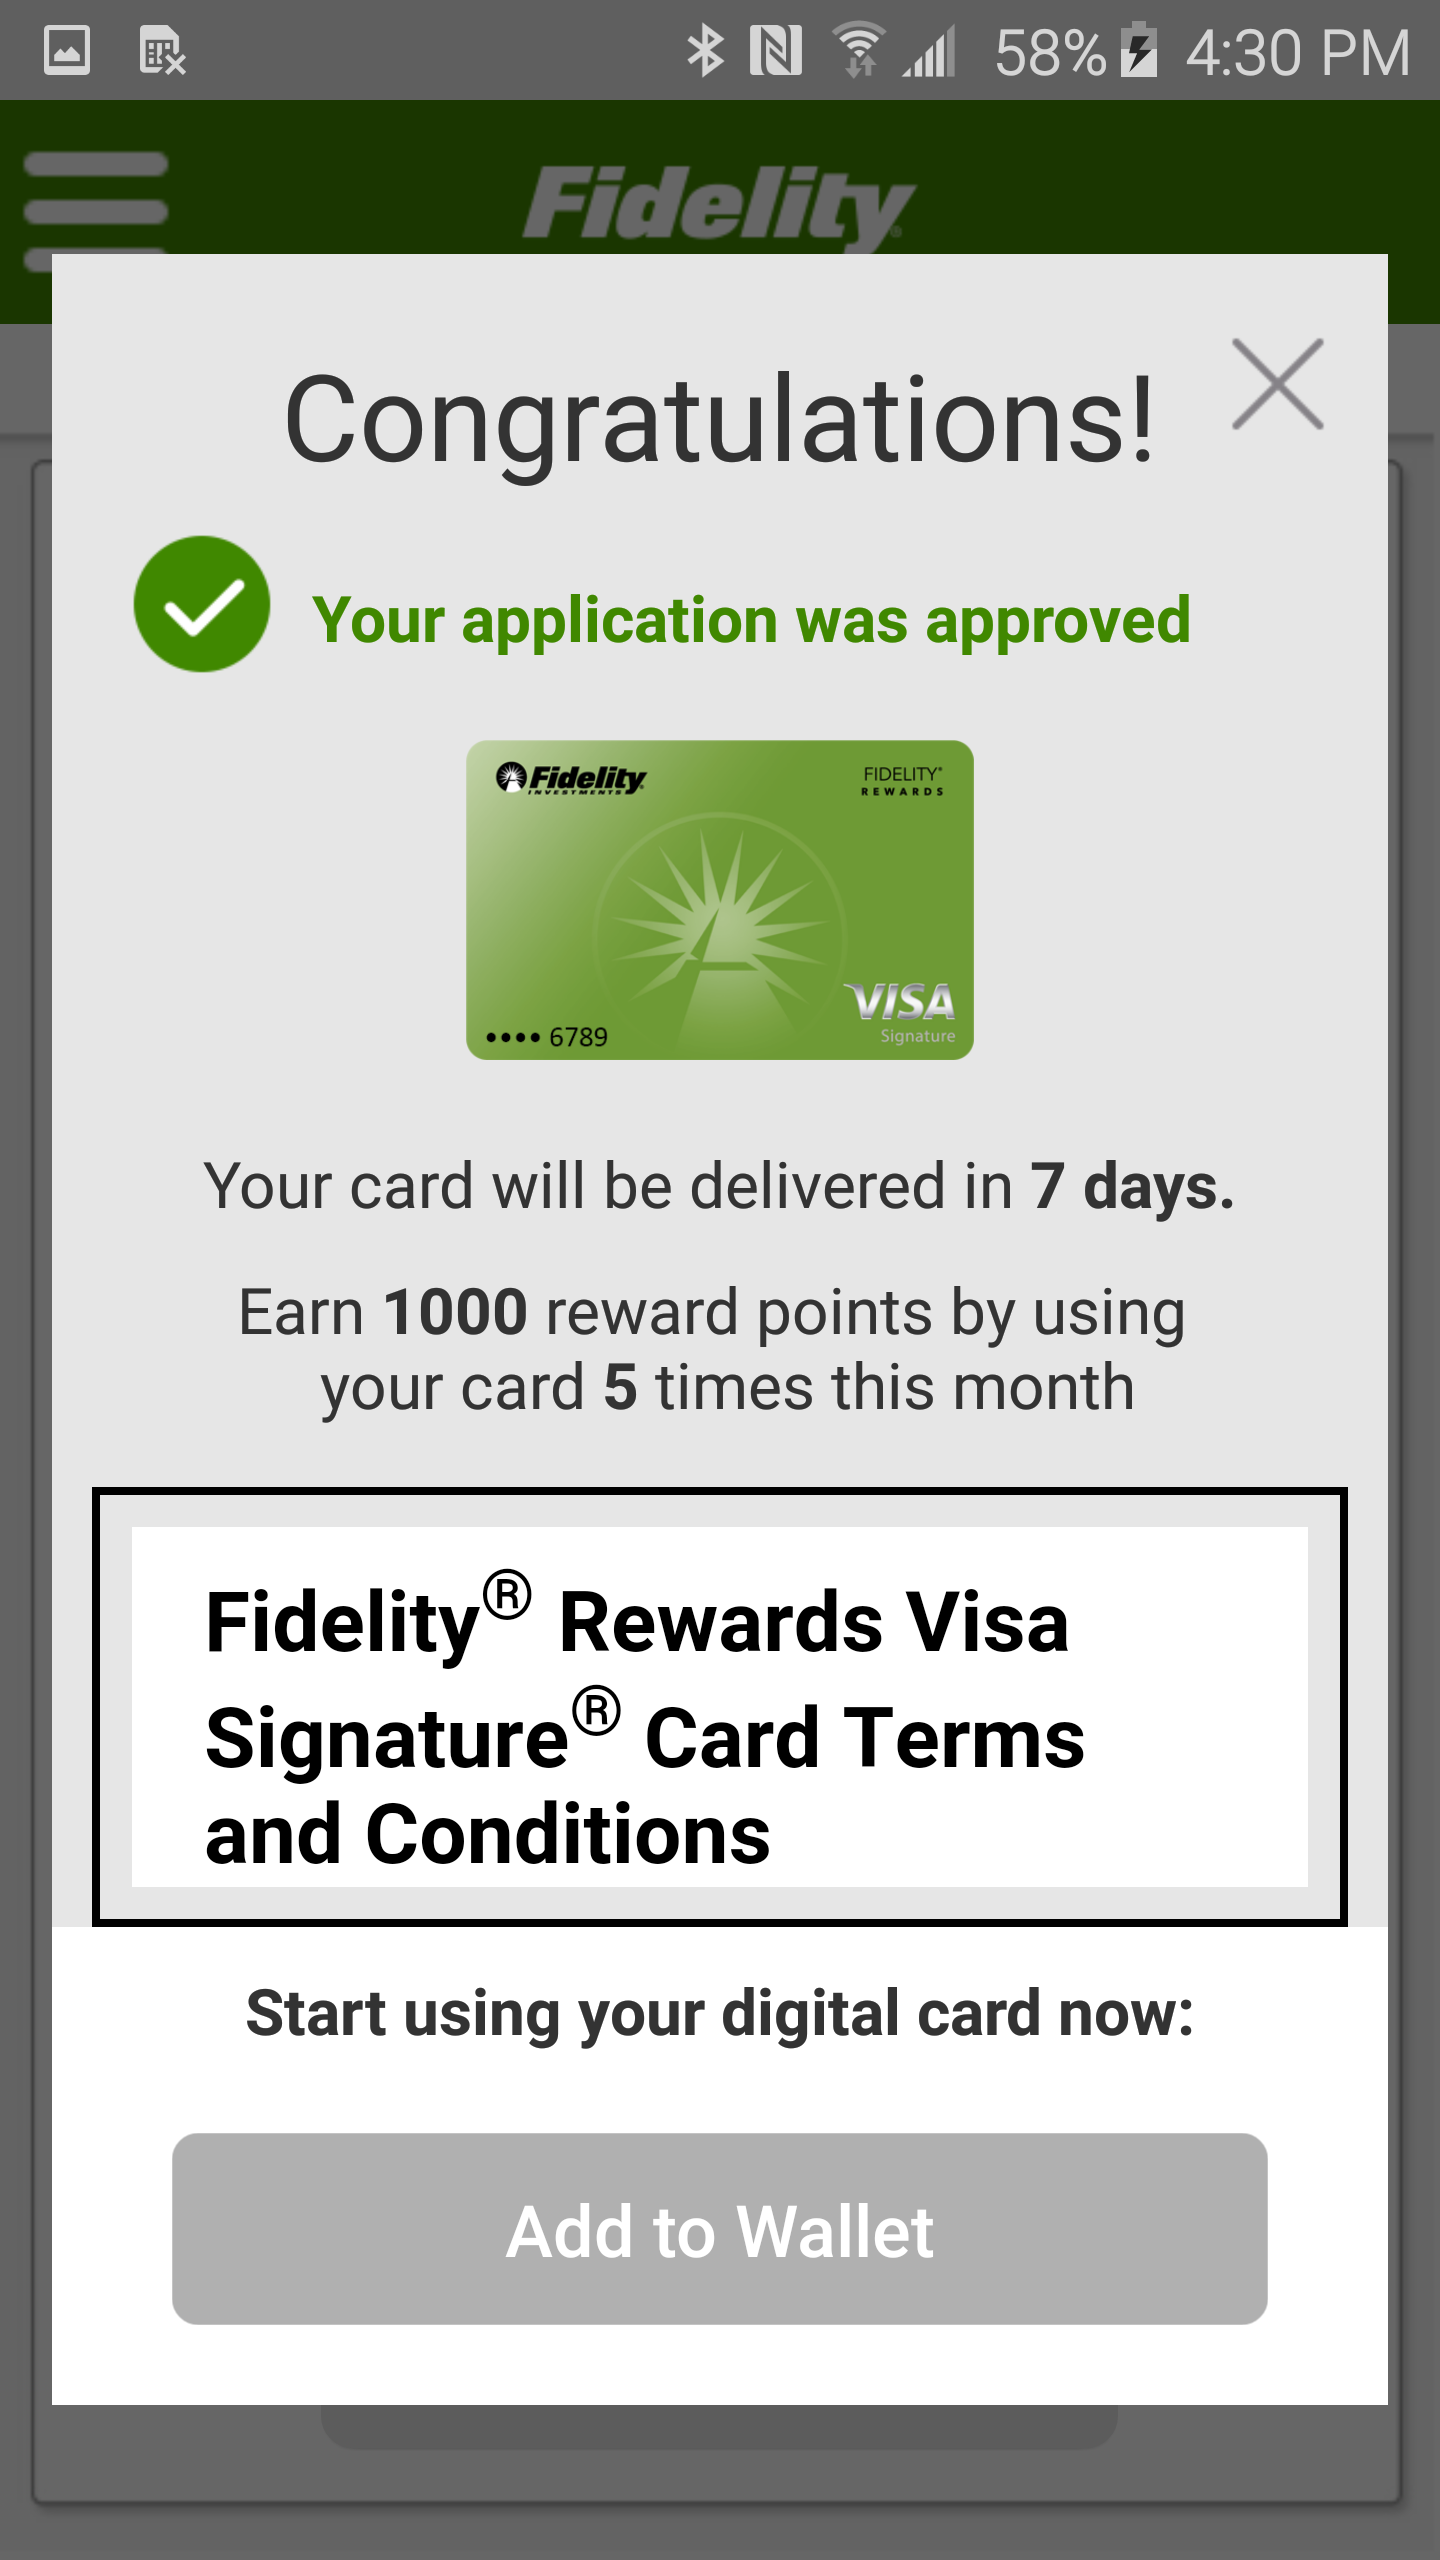 58% 4:30 PM
Fidelity®
Congratulations!
Your application was approved
Fidelity INVESTMENTS
FIDELITY®
REWARDS
VISA
Signature
•••• 6789
Your card will be delivered in 7 days.
Earn 1000 reward points by using
your card 5 times this month
Fidelity® Rewards Visa
Signature® Card Terms
and Conditions
Start using your digital card now:
Add to Wallet